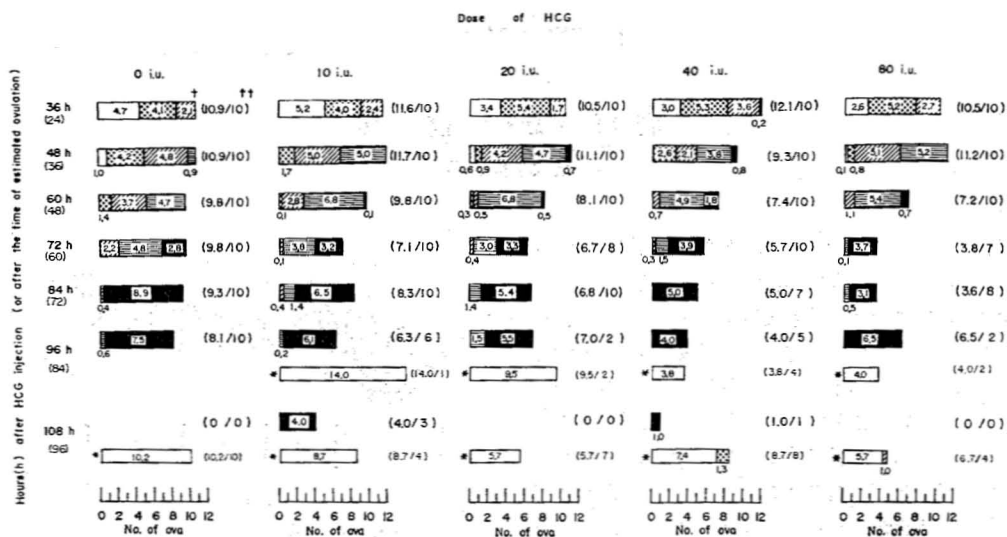 Dose of HCG
0 i.u. 10 i.u. 20 i.u. 40 i.u. 80 i.u.
Hours(h) after HCG injection (or after the time of estimated ovulation)
† ††
36 h 4,7 4,1 2,1 (10.9/10) 5,2 4,0 2,4 (11.6/10) 3,4 5,4 1,7 (10.5/10) 3,0 5,3 3,6 (12.1/10) 2,6 5,2 2,7 (10.5/10)
(24) 0,2
48 h 4,2 4,8 (10.9/10) 5,0 5,0 (11.7/10) 4,2 4,7 (11.1/10) 2,6 2,1 3,6 (9.3/10) 5,1 5,2 (11.2/10)
(36) 1,0 0,9 1,7 0,6 0,9 0,7 0,8 0,1 0,8
60 h 3,7 4,7 (9.8/10) 2,8 6,8 (9.8/10) 6,8 (8.1/10) 4,9 1,8 (7.4/10) 5,4 (7.2/10)
(48) 1,4 0,1 0,1 0,3 0,5 0,5 0,7 1,1 0,7
72 h 2,2 4,8 2,8 (9.8/10) 3,8 3,2 (7.1/10) 3,0 3,3 (6.7/8) 3,9 (5.7/10) 3,7 (3.8/7)
(60) 0,1 0,4 0,3 1,5 0,1
84 h 8,9 (9.3/10) 6,5 (8.3/10) 5,4 (6.8/10) 5,0 (5.0/7) 3,1 (3.6/8)
(72) 0,4 0,4 1,4 1,4 0,5
96 h 7,5 (8.1/10) 6,1 (6.3/6) 1,5 5,5 (7.0/2) 4,0 (4.0/5) 6,5 (6.5/2)
(84) 0,6 0,2
* 14,0 (14.0/1) * 9,5 (9.5/2) * 3,8 (3.8/4) * 4,0 (4.0/2)
108 h (0/0) 4,0 (4.0/3) (0/0) 1,0 (1.0/1) (0/0)
(96) * 10,2 (10.2/10) * 8,7 (8.7/4) * 5,7 (5.7/7) * 7,4 1,3 (8.7/8) * 5,7 1,0 (6.7/4)
0 2 4 6 8 10 12 0 2 4 6 8 10 12 0 2 4 6 8 10 12 0 2 4 6 8 10 12 0 2 4 6 8 10 12
No. of ova No. of ova No. of ova No. of ova No. of ova